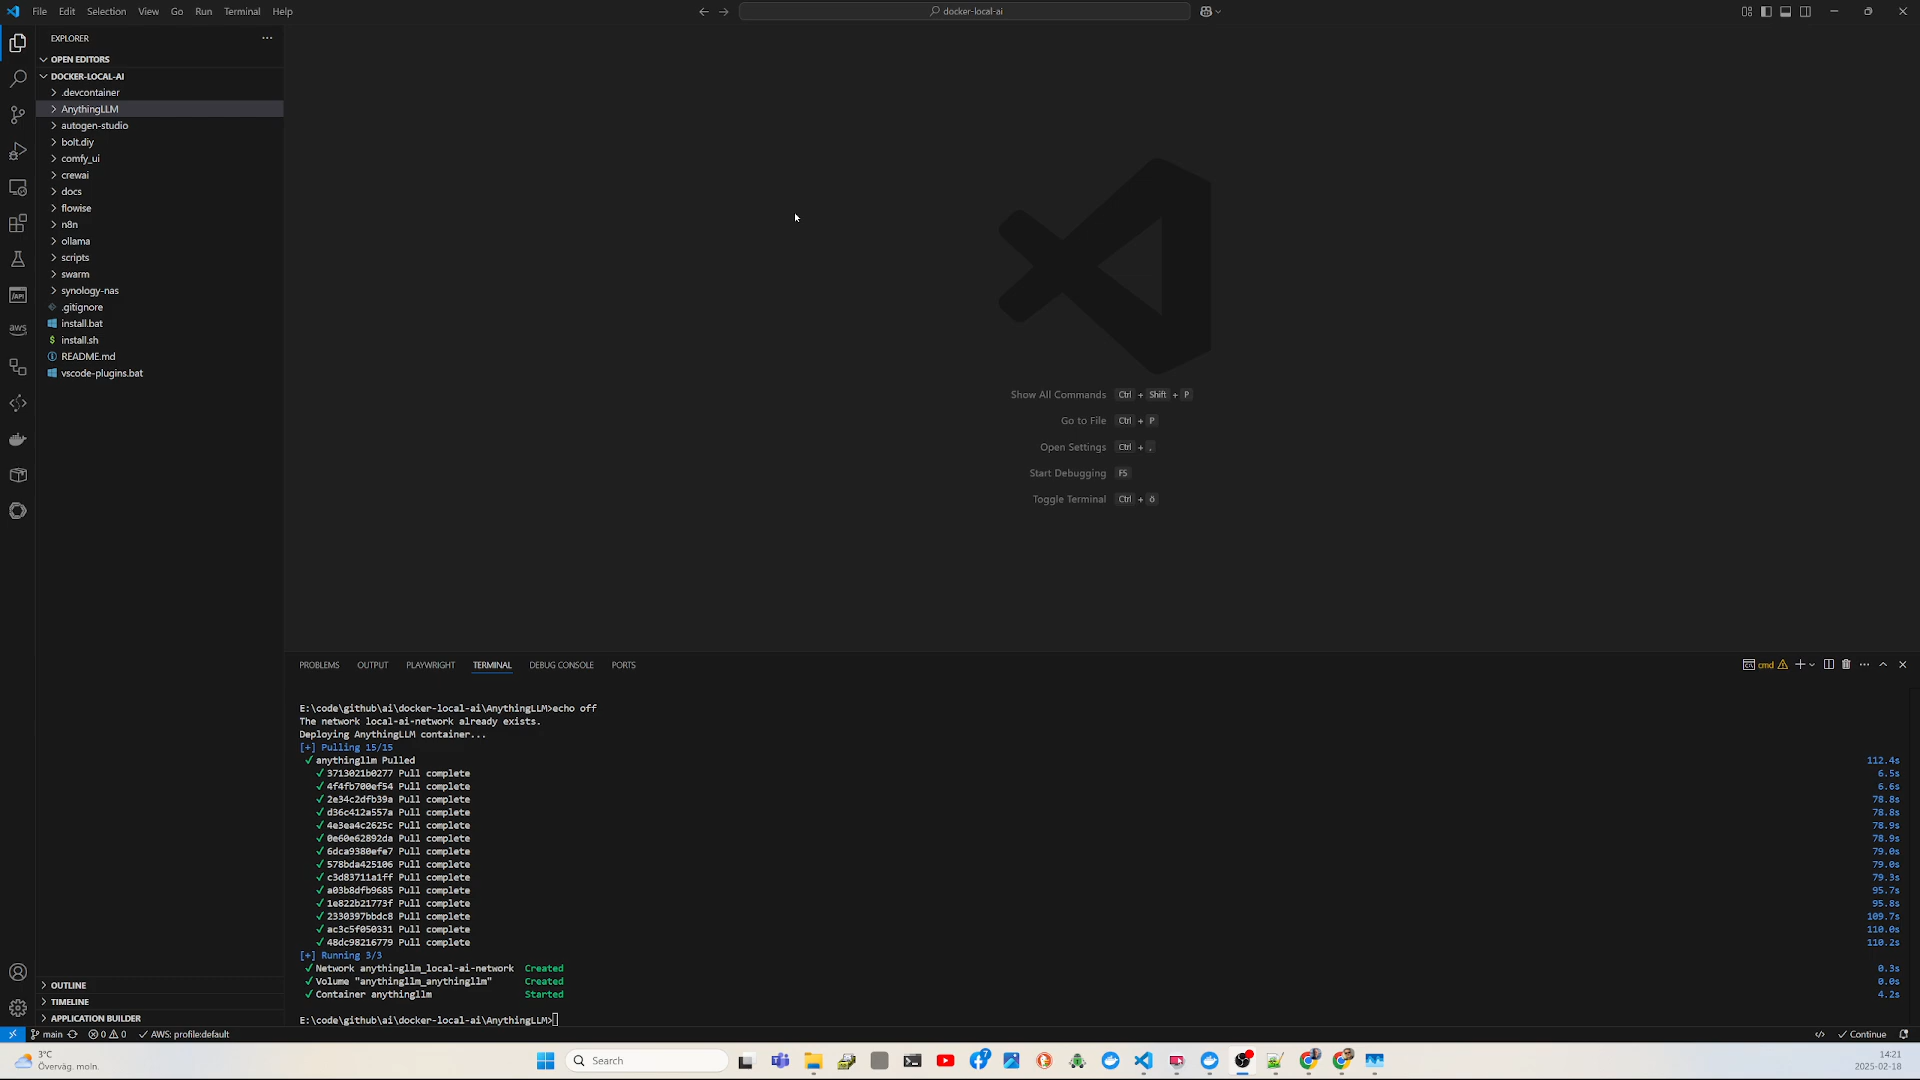 File Edit Selection View Go Run Terminal Help
docker-local-ai
EXPLORER
OPEN EDITORS
DOCKER-LOCAL-AI
.devcontainer
AnythingLLM
autogen-studio
bolt.diy
comfy_ui
crewai
docs
flowise
n8n
ollama
scripts
swarm
synology-nas
.gitignore
install.bat
install.sh
README.md
vscode-plugins.bat
Show All Commands Ctrl + Shift + P
Go to File Ctrl + P
Open Settings Ctrl + ,
Start Debugging F5
Toggle Terminal Ctrl + ö
PROBLEMS OUTPUT PLAYWRIGHT TERMINAL DEBUG CONSOLE PORTS
cmd
E:\code\github\ai\docker-local-ai\AnythingLLM>echo off
The network local-ai-network already exists.
Deploying AnythingLLM container...
[+] Pulling 15/15
✓ anythingllm Pulled 112.4s
✓ 3713021b0277 Pull complete 6.5s
✓ 4f4fb700ef54 Pull complete 6.6s
✓ 2e34c2dfb39a Pull complete 78.8s
✓ d36c412a557a Pull complete 78.8s
✓ 4e3ea4c2625c Pull complete 78.9s
✓ 0e60e62892da Pull complete 78.9s
✓ 6dca9380efe7 Pull complete 79.0s
✓ 578bda425106 Pull complete 79.0s
✓ c3d83711a1ff Pull complete 79.3s
✓ a03b8dfb9685 Pull complete 95.7s
✓ 1e822b21773f Pull complete 95.8s
✓ 2330397bbdc8 Pull complete 109.7s
✓ ac3c5f050331 Pull complete 110.0s
✓ 48dc98216779 Pull complete 110.2s
[+] Running 3/3
✓ Network anythingllm_local-ai-network Created 0.3s
✓ Volume "anythingllm_anythingllm" Created 0.0s
✓ Container anythingllm Started 4.2s
E:\code\github\ai\docker-local-ai\AnythingLLM>
OUTLINE
TIMELINE
APPLICATION BUILDER
main 0 0 AWS: profile:default
Continue
3°C
Överväg. moln.
Search
14:21
2025-02-18